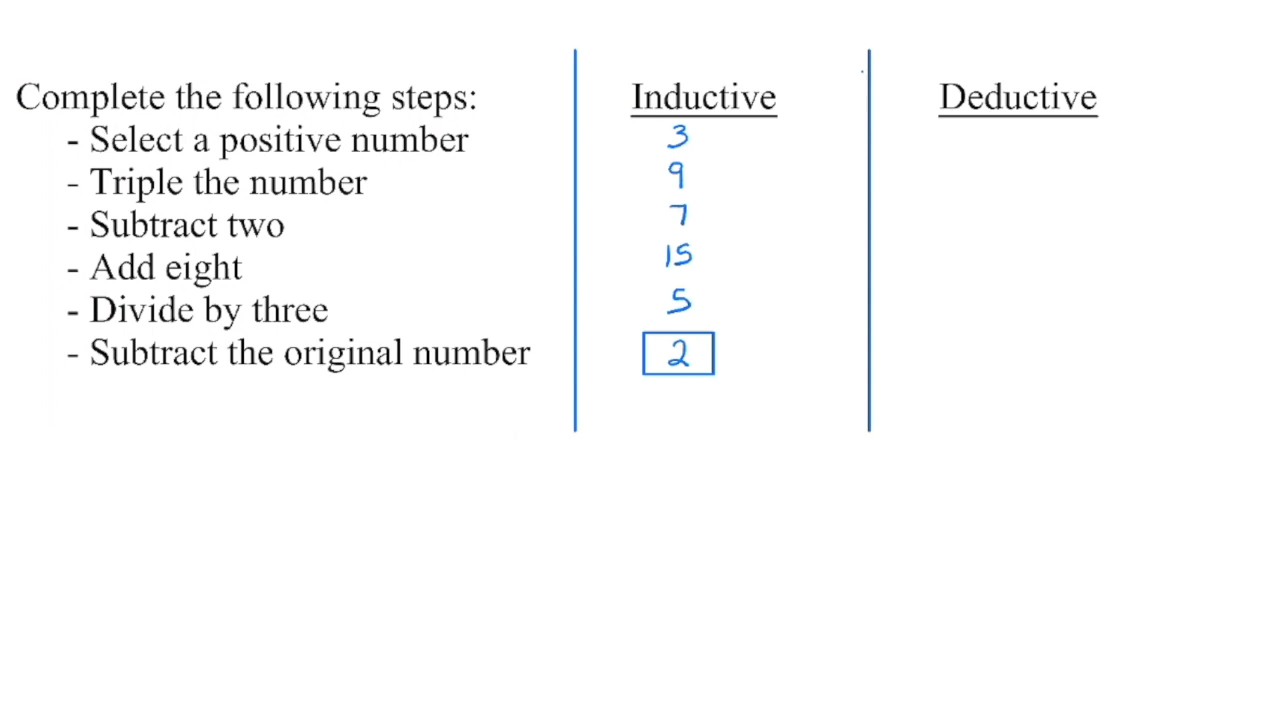 Complete the following steps:
- Select a positive number
- Triple the number
- Subtract two
- Add eight
- Divide by three
- Subtract the original number
Inductive
3
9
7
15
5
2
Deductive